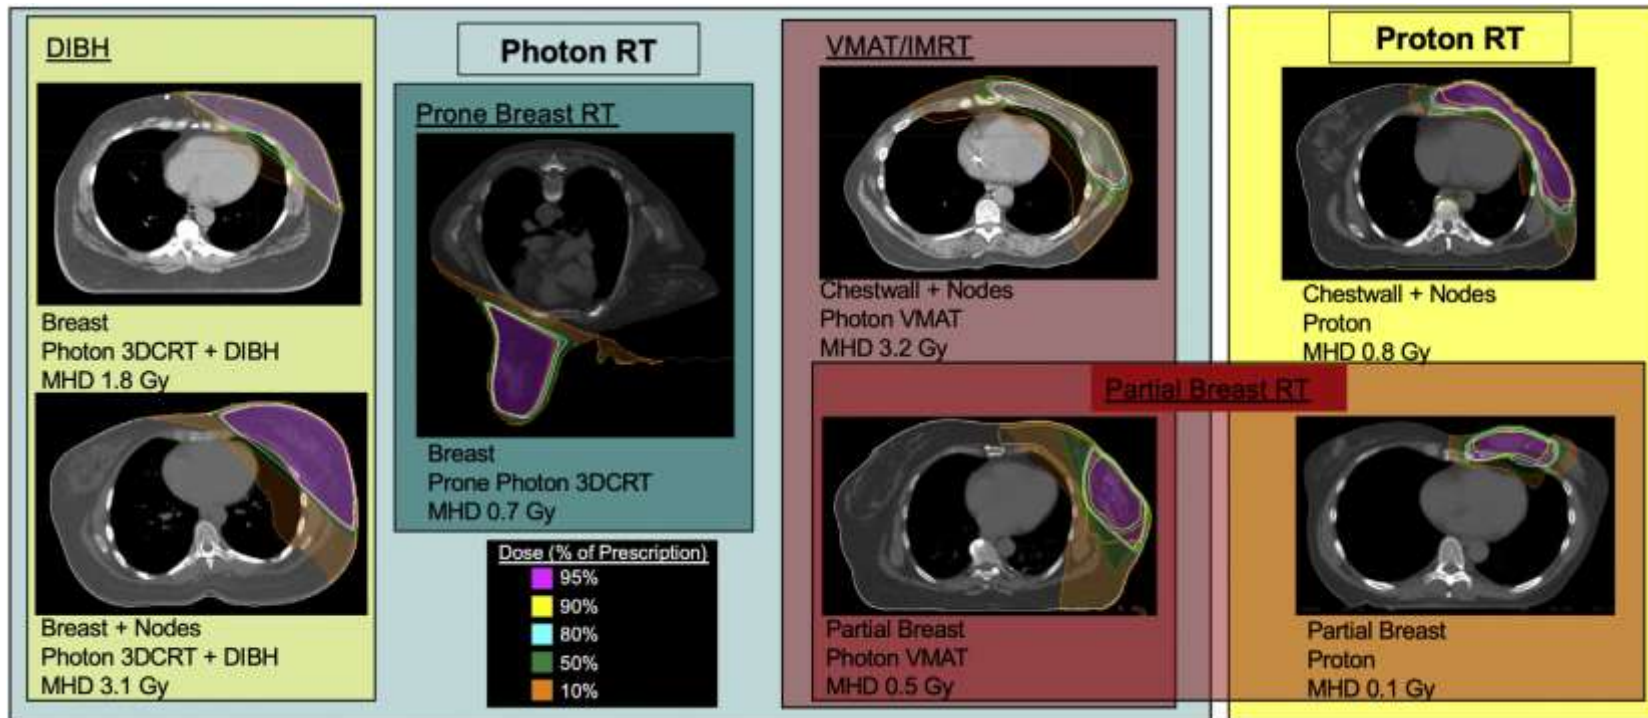 DIBH
Breast
Photon 3DCRT + DIBH
MHD 1.8 Gy
Breast + Nodes
Photon 3DCRT + DIBH
MHD 3.1 Gy
Photon RT
Prone Breast RT
Breast
Prone Photon 3DCRT
MHD 0.7 Gy
Dose (% of Prescription)
95%
90%
80%
50%
10%
VMAT/IMRT
Chestwall + Nodes
Photon VMAT
MHD 3.2 Gy
Partial Breast RT
Partial Breast
Photon VMAT
MHD 0.5 Gy
Proton RT
Chestwall + Nodes
Proton
MHD 0.8 Gy
Partial Breast
Proton
MHD 0.1 Gy